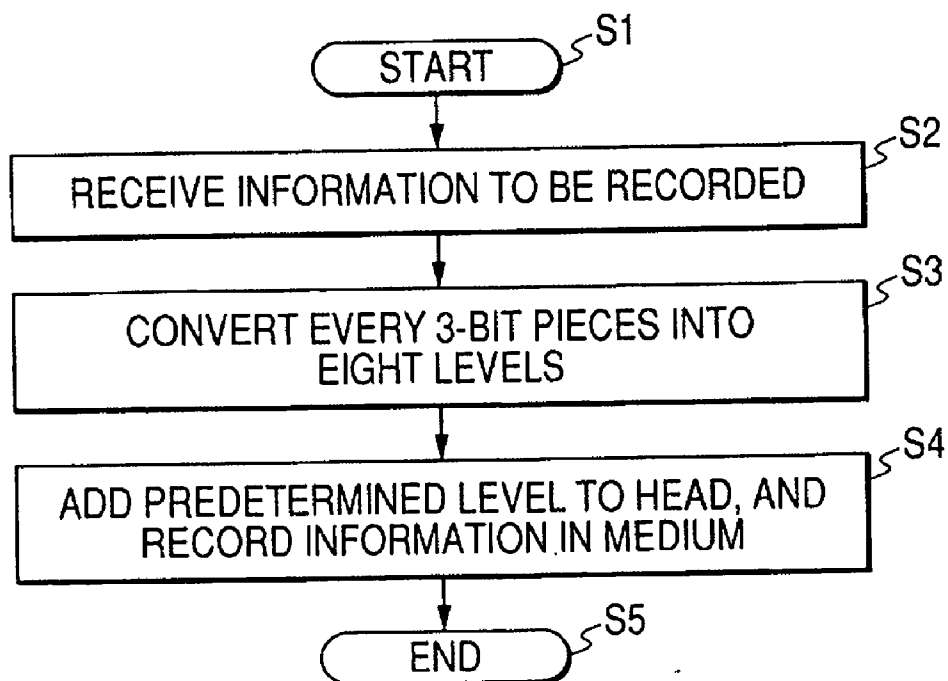 START
S1
S2
RECEIVE INFORMATION TO BE RECORDED
S3
CONVERT EVERY 3-BIT PIECES INTO
EIGHT LEVELS
S4
ADD PREDETERMINED LEVEL TO HEAD, AND
RECORD INFORMATION IN MEDIUM
S5
END